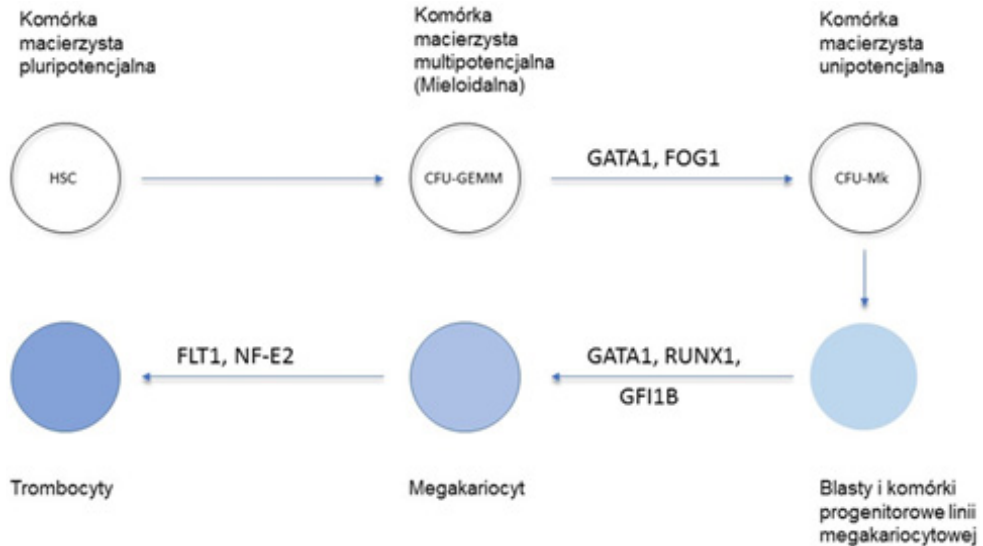 Komórka
macierzysta
pluripotencjalna
Komórka
macierzysta
multipotencjalna
(Mieloidalna)
Komórka
macierzysta
unipotencjalna
HSC
CFU-GEMM
GATA1, FOG1
CFU-Mk
FLT1, NF-E2
GATA1, RUNX1,
GFI1B
Trombocyty
Megakariocyt
Blasty i komórki
progenitorowe linii
megakariocytowej